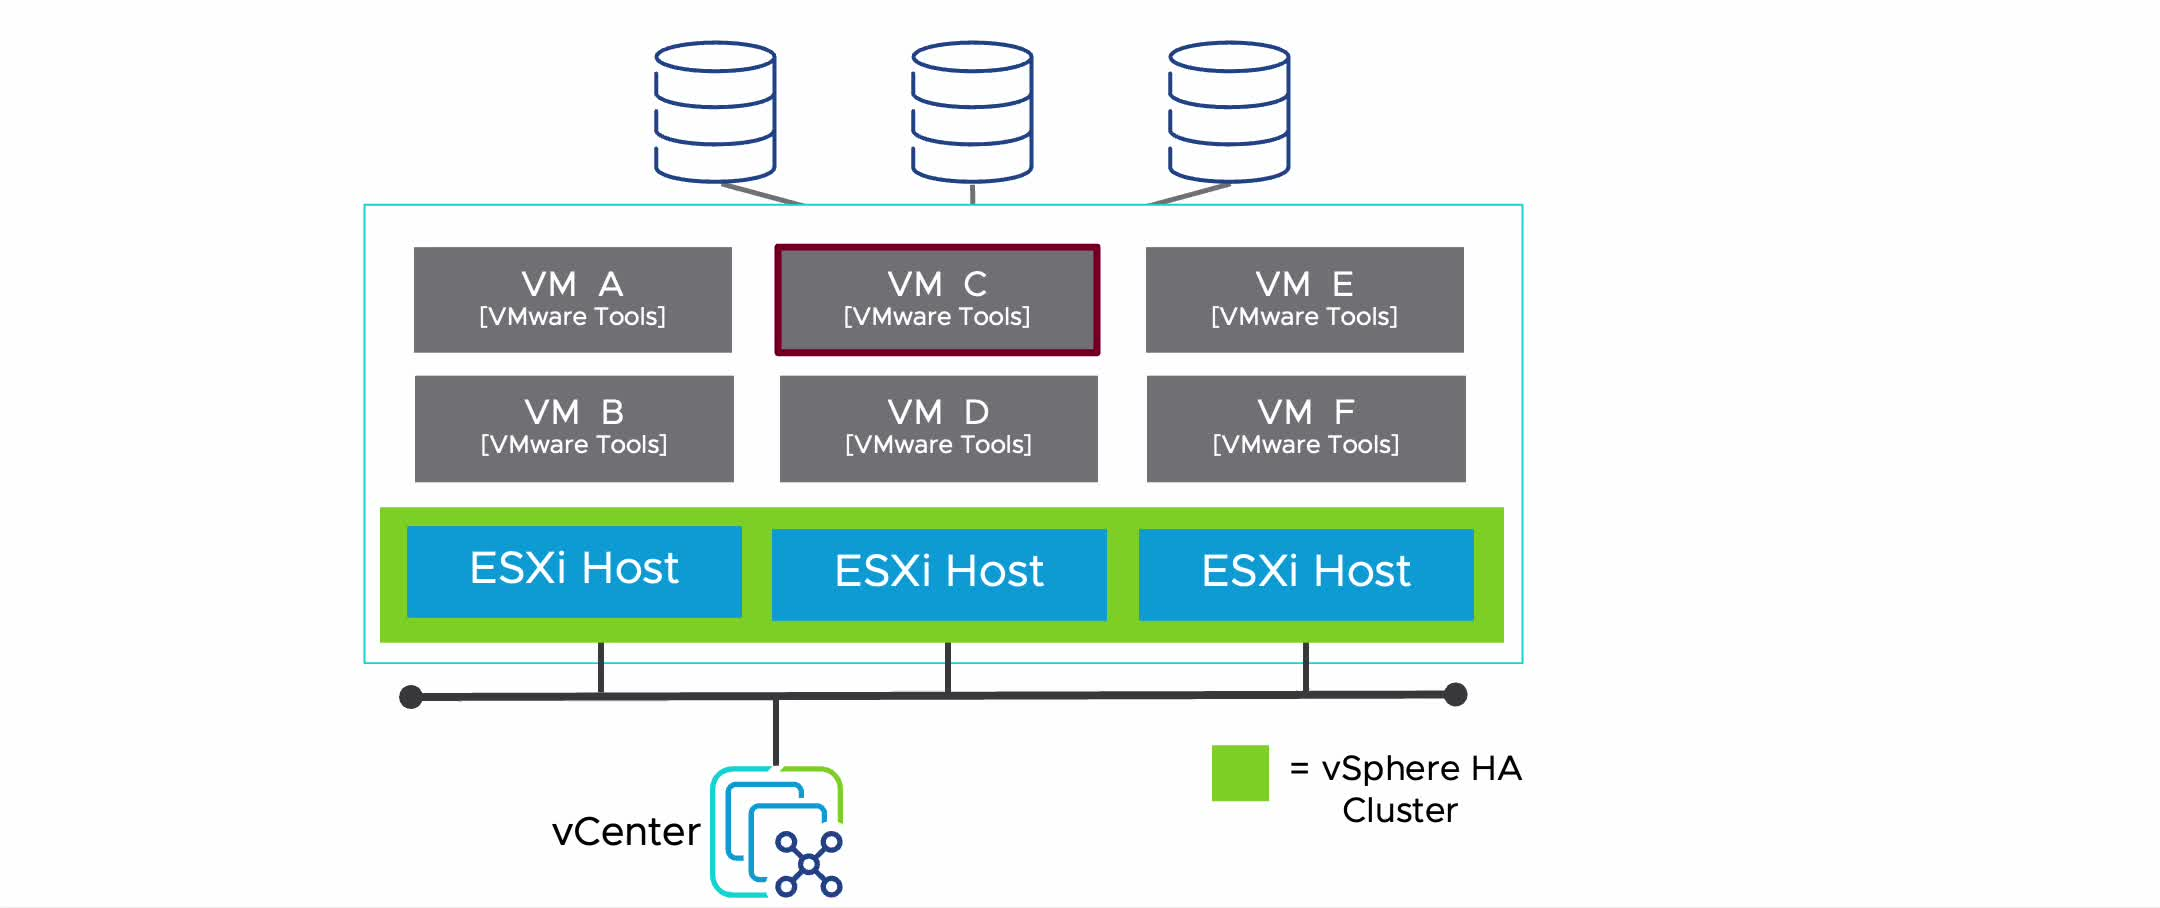 VM A
[VMware Tools]
VM C
[VMware Tools]
VM E
[VMware Tools]
VM B
[VMware Tools]
VM D
[VMware Tools]
VM F
[VMware Tools]
ESXi Host
ESXi Host
ESXi Host
vCenter
= vSphere HA
Cluster